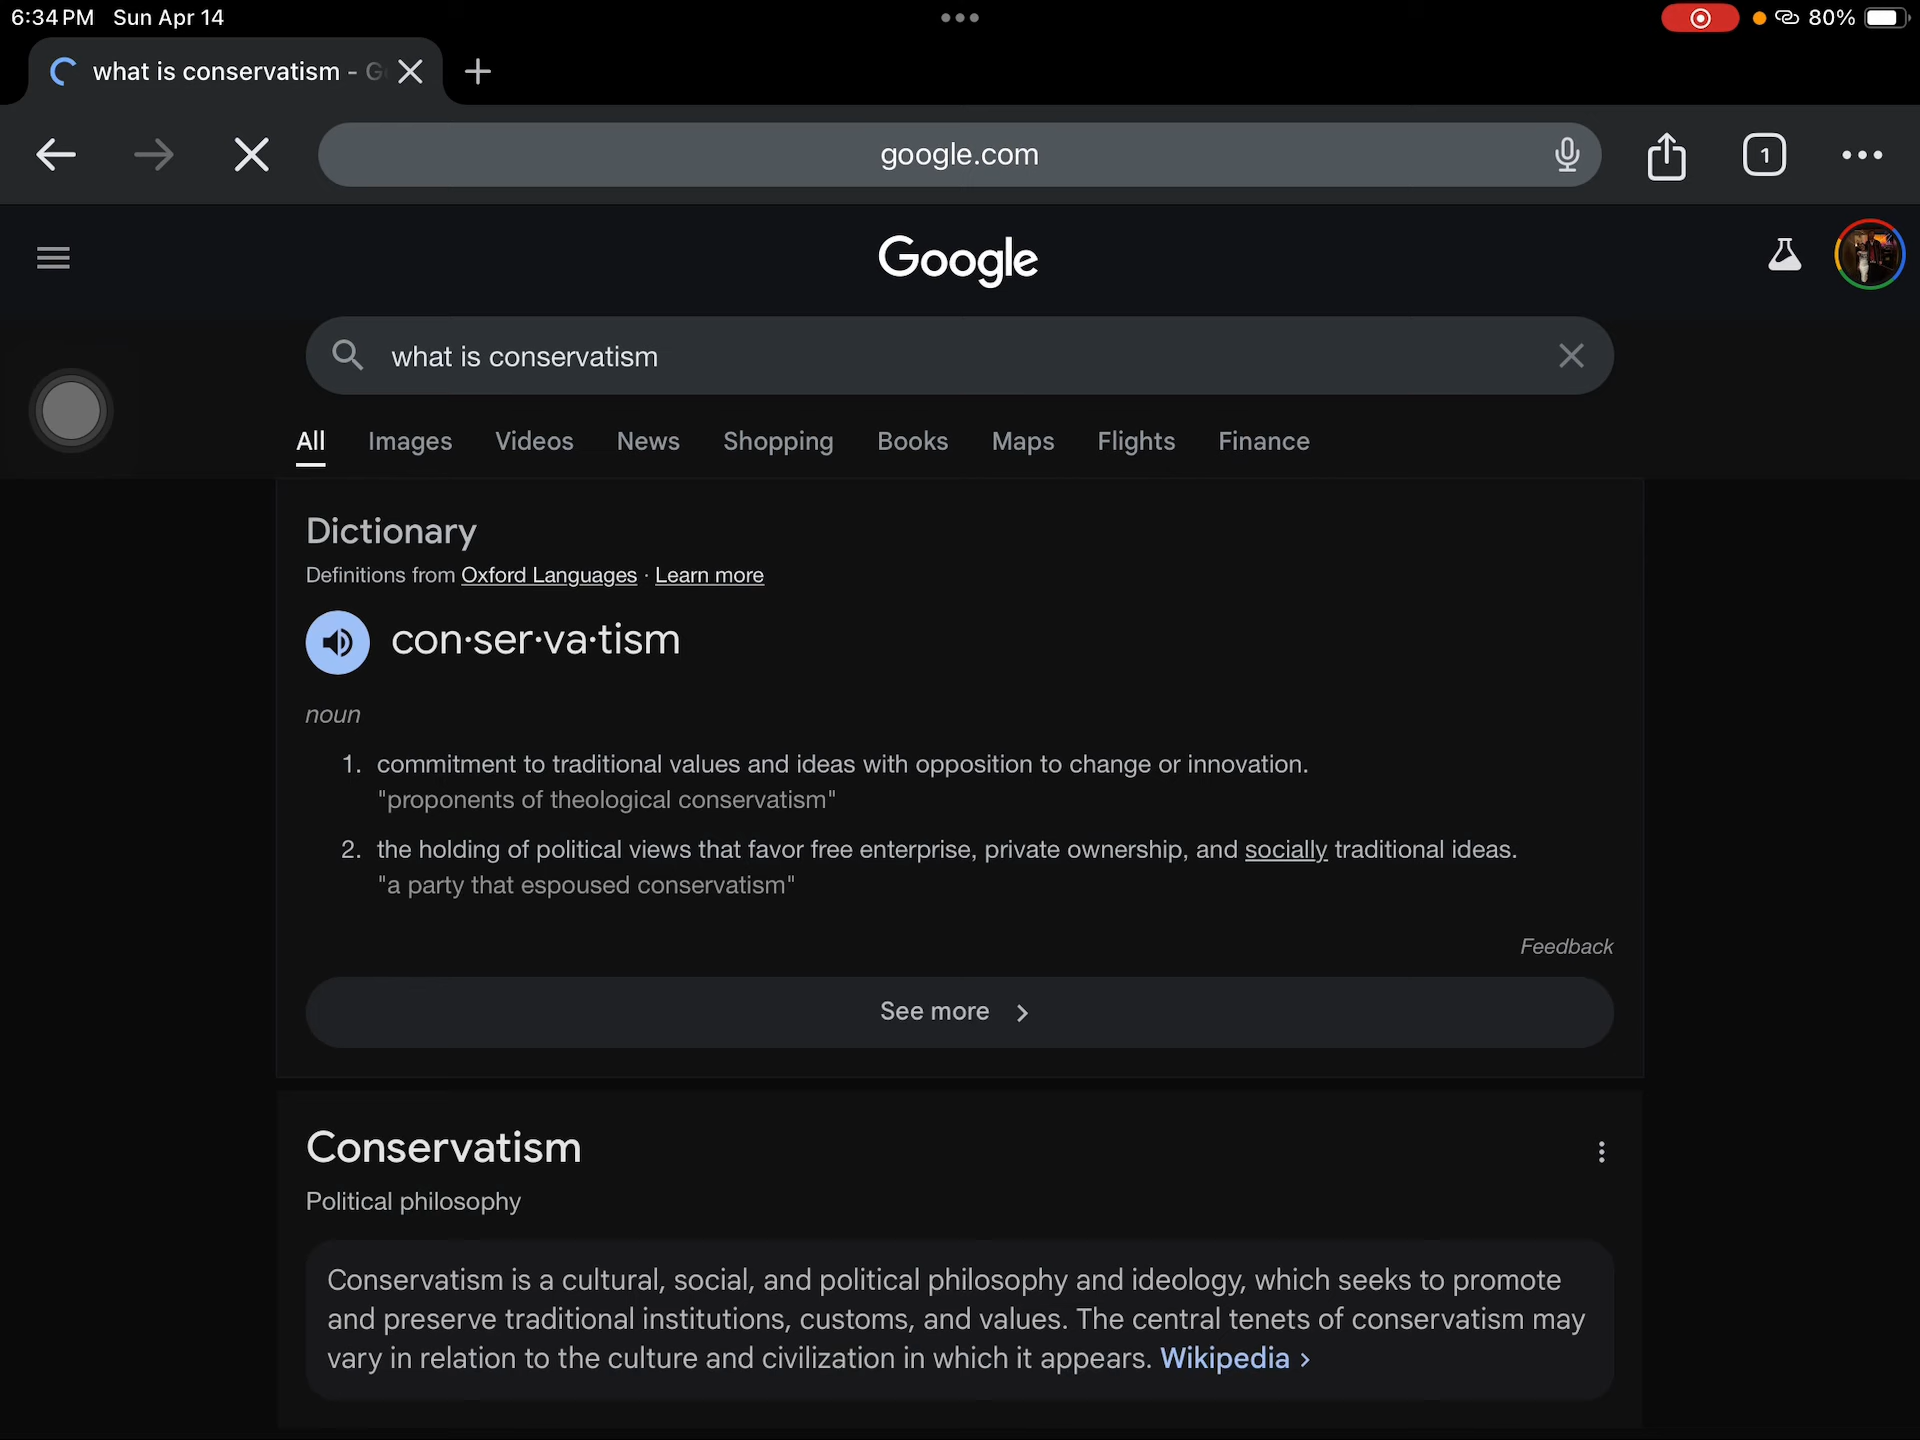 6:34 PM Sun Apr 14
80%
what is conservatism - G
google.com
1
Google
what is conservatism
All Images Videos News Shopping Books Maps Flights Finance
Dictionary
Definitions from Oxford Languages · Learn more
con·ser·va·tism
noun
1. commitment to traditional values and ideas with opposition to change or innovation.
"proponents of theological conservatism"
2. the holding of political views that favor free enterprise, private ownership, and socially traditional ideas.
"a party that espoused conservatism"
Feedback
See more
Conservatism
Political philosophy
Conservatism is a cultural, social, and political philosophy and ideology, which seeks to promote
and preserve traditional institutions, customs, and values. The central tenets of conservatism may
vary in relation to the culture and civilization in which it appears. Wikipedia